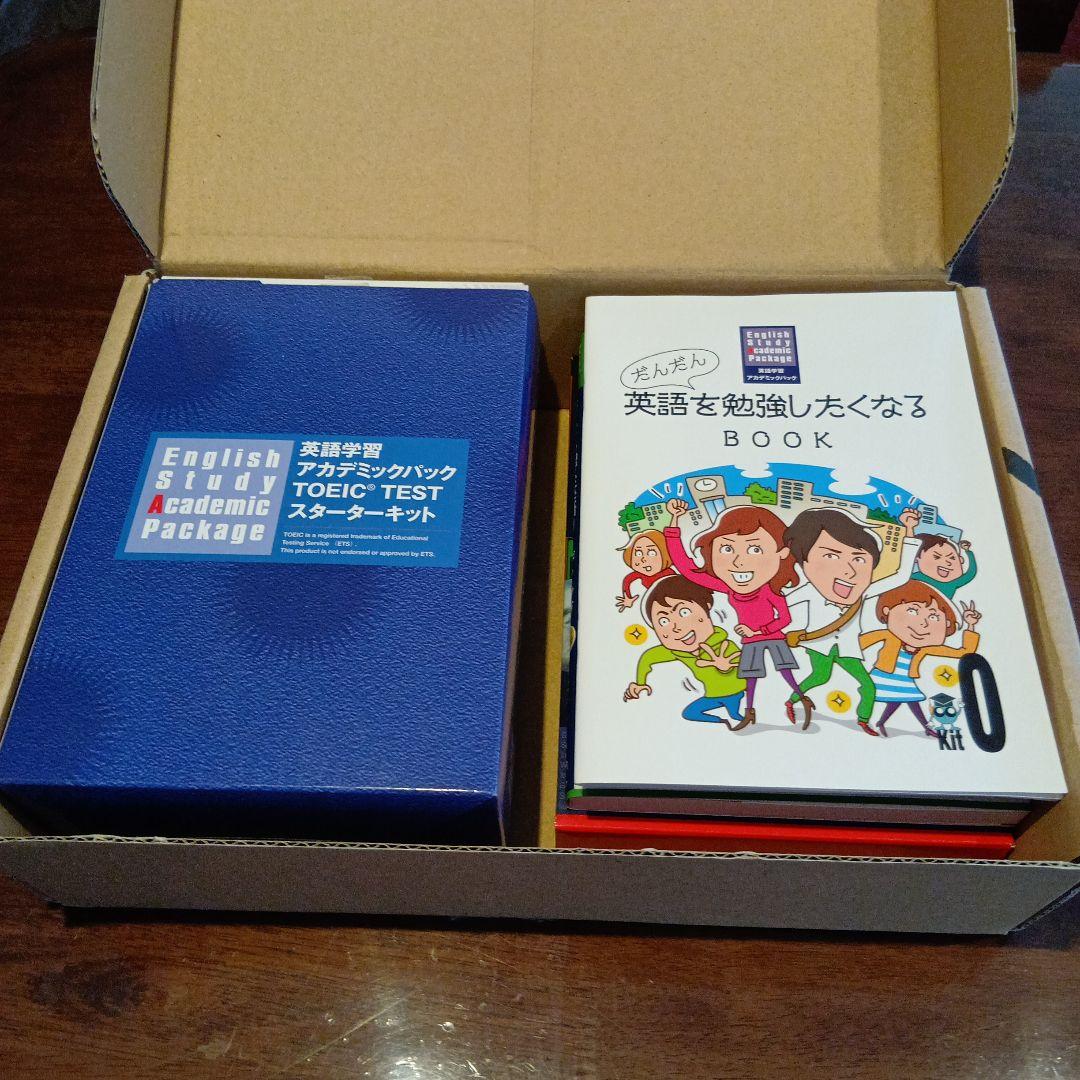 English
Study
Academic
Package
英語学習
アカデミックパック
TOEIC® TEST
スターターキット
TOEIC is a registered trademark of Educational
Testing Service (ETS).
This product is not endorsed or approved by ETS.
English
Study
Academic
Package
英語学習
アカデミックパック
だんだん
英語を勉強したくなる
BOOK
Kit 0